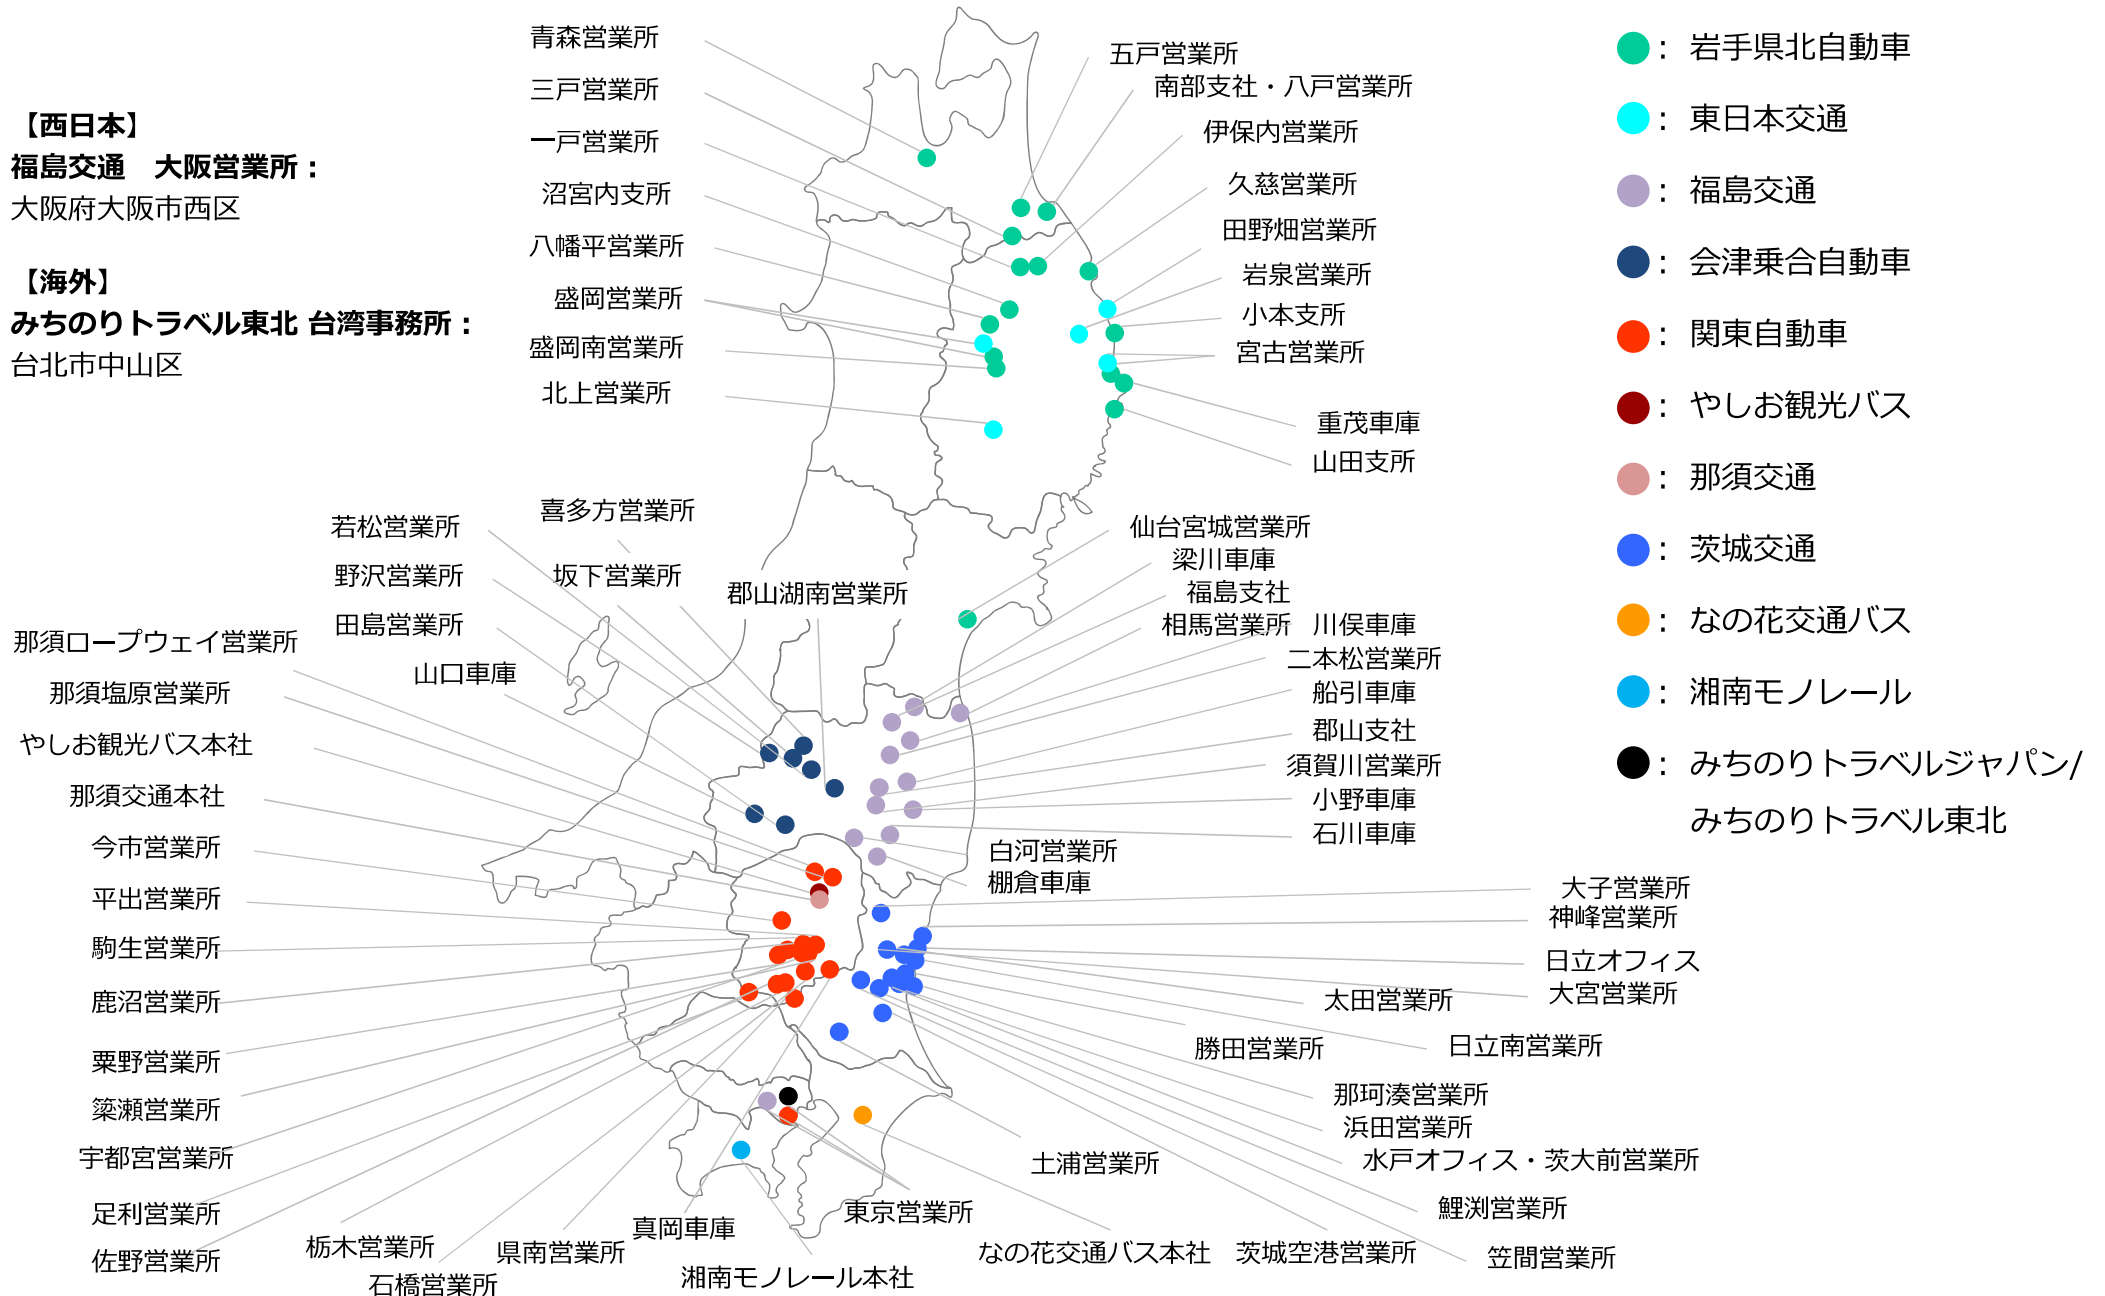 【西日本】
福島交通　大阪営業所：
大阪府大阪市西区
【海外】
みちのりトラベル東北 台湾事務所：
台北市中山区
青森営業所
三戸営業所
一戸営業所
沼宮内支所
八幡平営業所
盛岡営業所
盛岡南営業所
北上営業所
五戸営業所
南部支社・八戸営業所
伊保内営業所
久慈営業所
田野畑営業所
岩泉営業所
小本支所
宮古営業所
重茂車庫
山田支所
：岩手県北自動車
：東日本交通
：福島交通
：会津乗合自動車
：関東自動車
：やしお観光バス
：那須交通
：茨城交通
：なの花交通バス
：湘南モノレール
：みちのりトラベルジャパン/
みちのりトラベル東北
喜多方営業所
若松営業所
野沢営業所
坂下営業所
郡山湖南営業所
田島営業所
山口車庫
那須ロープウェイ営業所
那須塩原営業所
やしお観光バス本社
那須交通本社
今市営業所
平出営業所
駒生営業所
鹿沼営業所
粟野営業所
簗瀬営業所
宇都宮営業所
足利営業所
佐野営業所
仙台宮城営業所
梁川車庫
福島支社
相馬営業所
川俣車庫
二本松営業所
船引車庫
郡山支社
須賀川営業所
小野車庫
石川車庫
白河営業所
棚倉車庫
大子営業所
神峰営業所
日立オフィス
大宮営業所
太田営業所
勝田営業所
日立南営業所
那珂湊営業所
浜田営業所
水戸オフィス・茨大前営業所
鯉渕営業所
笠間営業所
土浦営業所
東京営業所
なの花交通バス本社
茨城空港営業所
真岡車庫
湘南モノレール本社
県南営業所
栃木営業所
石橋営業所